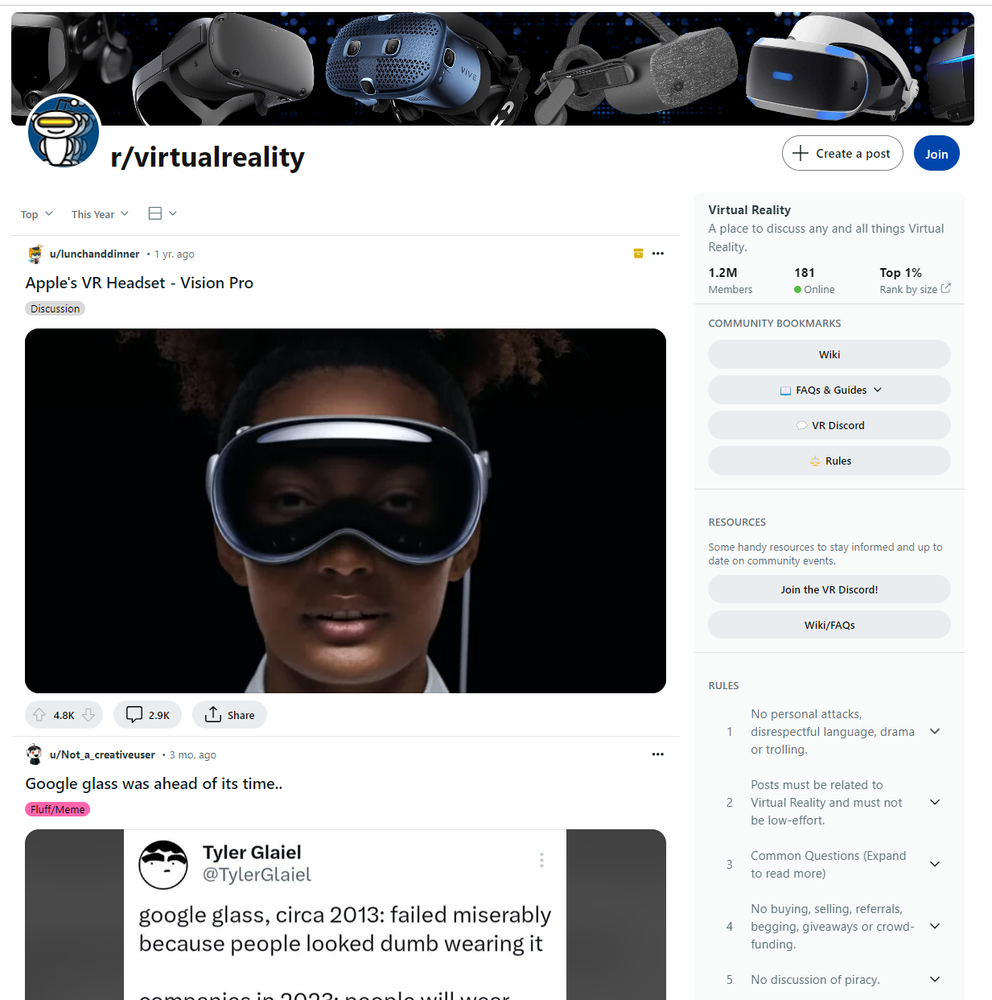 VIVE
r/virtualreality
Create a post
Join
Top
This Year
u/lunchanddinner • 1 yr. ago
Apple's VR Headset - Vision Pro
Discussion
4.8K
2.9K
Share
u/Not_a_creativeuser • 3 mo. ago
Google glass was ahead of its time..
Fluff/Meme
Tyler Glaiel
@TylerGlaiel
google glass, circa 2013: failed miserably
because people looked dumb wearing it
companies in 2023: people will wear
Virtual Reality
A place to discuss any and all things Virtual
Reality.
1.2M
Members
181
Online
Top 1%
Rank by size
COMMUNITY BOOKMARKS
Wiki
FAQs & Guides
VR Discord
Rules
RESOURCES
Some handy resources to stay informed and up to
date on community events.
Join the VR Discord!
Wiki/FAQs
RULES
1
No personal attacks,
disrespectful language, drama
or trolling.
2
Posts must be related to
Virtual Reality and must not
be low-effort.
3
Common Questions (Expand
to read more)
4
No buying, selling, referrals,
begging, giveaways or crowd-
funding.
5
No discussion of piracy.